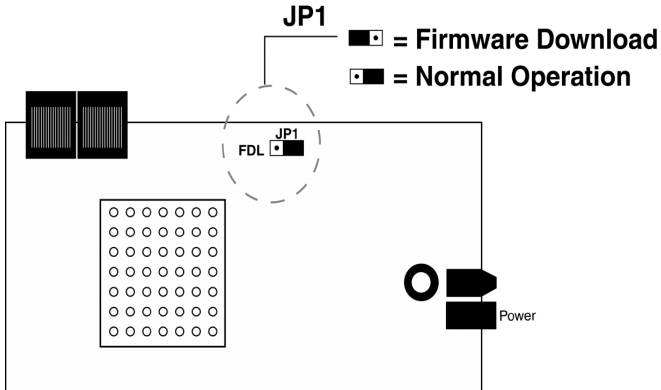 JP1
= Firmware Download
= Normal Operation
JP1
FDL
Power